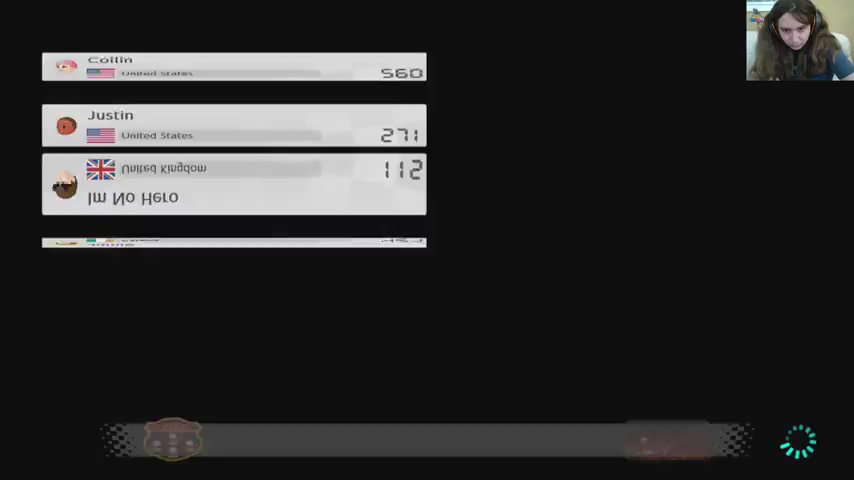 Collin
United States 560
Justin
United States 271
United Kingdom 112
Im No Hero